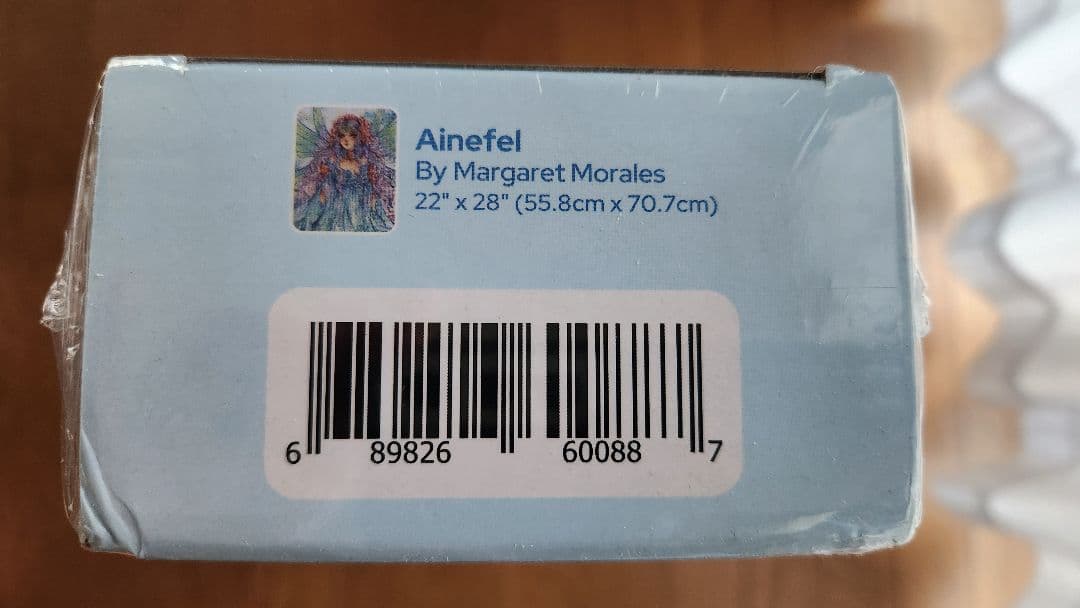 Ainefel
By Margaret Morales
22" x 28" (55.8cm x 70.7cm)
6 89826 60088 7